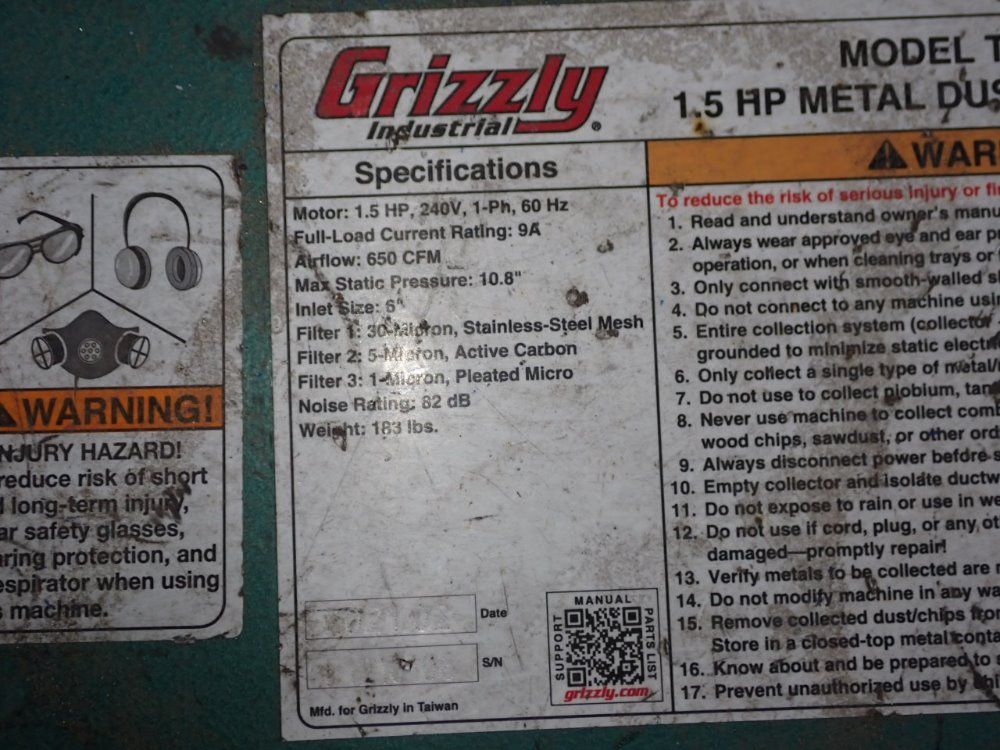 Grizzly
Industrial®
MODEL T
1.5 HP METAL DUS
Specifications
Motor: 1.5 HP, 240V, 1-Ph, 60 Hz
Full-Load Current Rating: 9A
Airflow: 650 CFM
Max Static Pressure: 10.8"
Inlet Size: 6"
Filter 1: 30-Micron, Stainless-Steel Mesh
Filter 2: 5-Micron, Active Carbon
Filter 3: 1-Micron, Pleated Micro
Noise Rating: 82 dB
Weight: 183 lbs.
Date
S/N
Mfd. for Grizzly in Taiwan
MANUAL
SUPPORT
PARTS LIST
grizzly.com
WAR
To reduce the risk of serious injury or fi
1. Read and understand owner's manu
2. Always wear approved eye and ear p
operation, or when cleaning trays or
3. Only connect with smooth-walled s
4. Do not connect to any machine usi
5. Entire collection system (collector
grounded to minimize static electri
6. Only collect a single type of metal/
7. Do not use to collect niobium, tan
8. Never use machine to collect com
wood chips, sawdust, or other ord
9. Always disconnect power before s
10. Empty collector and isolate ductw
11. Do not expose to rain or use in we
12. Do not use if cord, plug, or any ot
damaged—promptly repair!
13. Verify metals to be collected are
14. Do not modify machine in any wa
15. Remove collected dust/chips from
Store in a closed-top metal conta
16. Know about and be prepared to
17. Prevent unauthorized use by
WARNING!
NJURY HAZARD!
reduce risk of short
d long-term injury,
ar safety glasses,
aring protection, and
espirator when using
s machine.